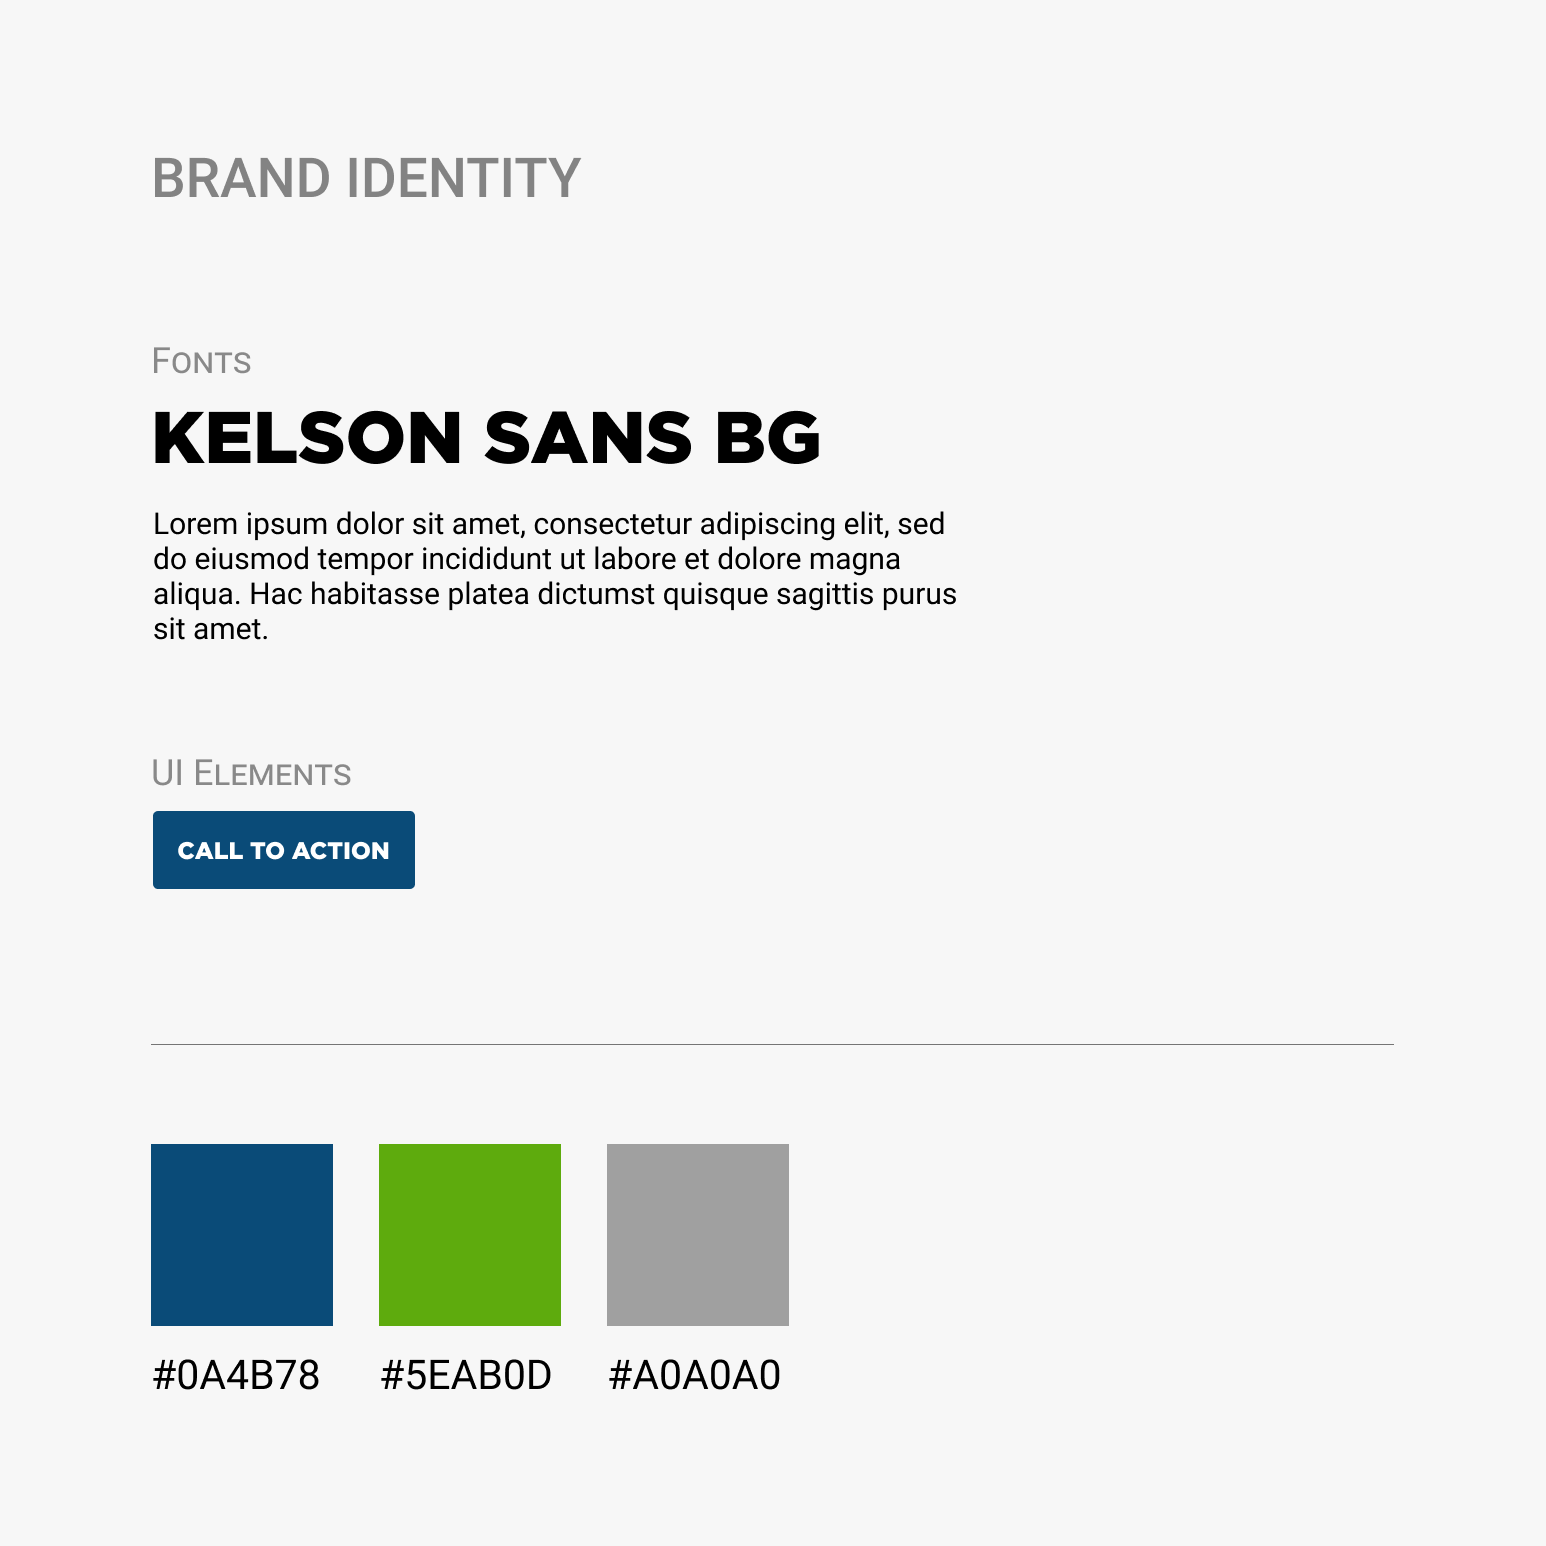 BRAND IDENTITY
Fonts
KELSON SANS BG
Lorem ipsum dolor sit amet, consectetur adipiscing elit, sed
do eiusmod tempor incididunt ut labore et dolore magna
aliqua. Hac habitasse platea dictumst quisque sagittis purus
sit amet.
UI Elements
CALL TO ACTION
#0A4B78 #5EAB0D #A0A0A0